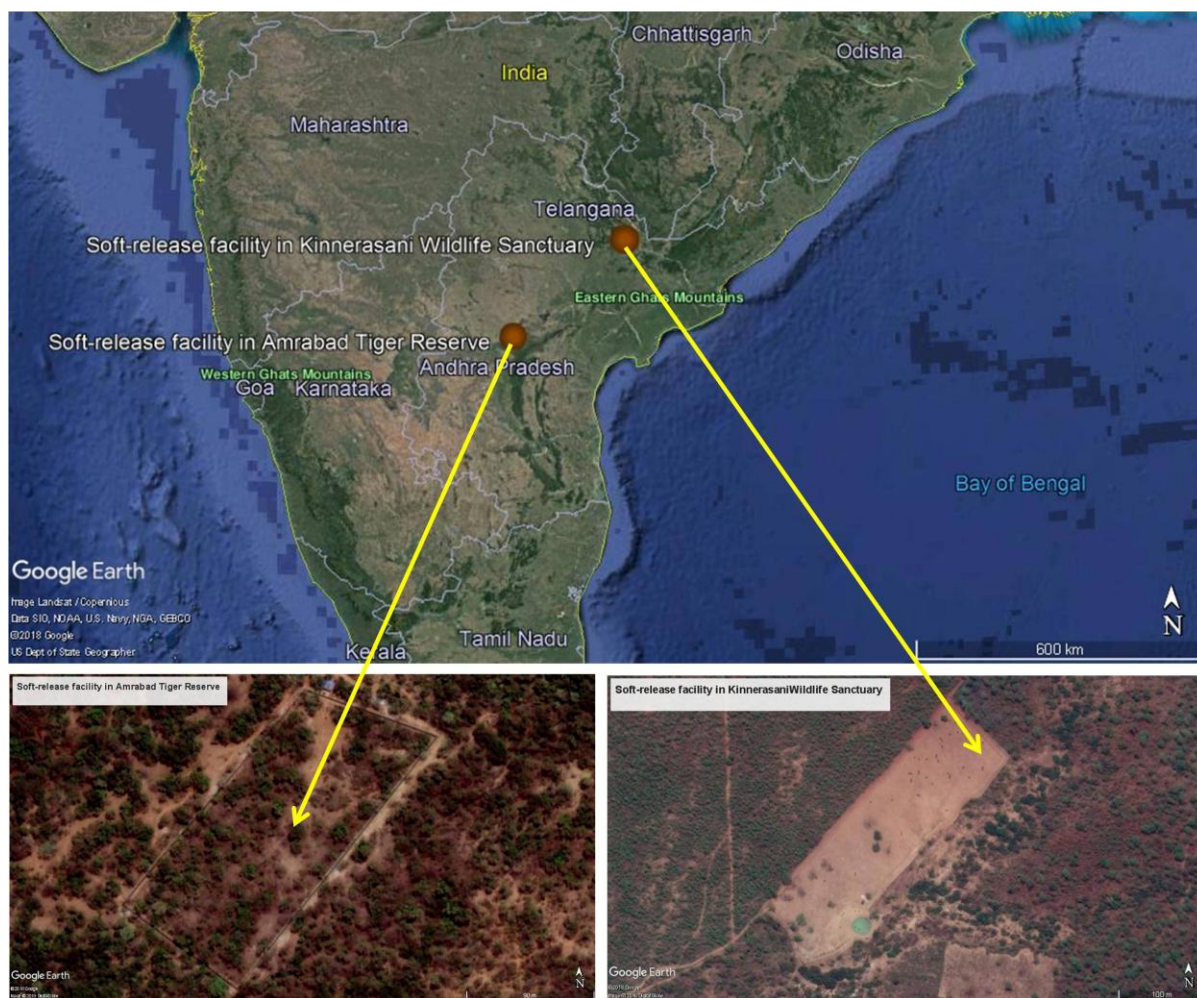 Chhattisgarh
Odisha
India
Maharashtra
Telangana
Soft-release facility in Kinnerasani Wildlife Sanctuary
Eastern Ghats Mountains
Soft-release facility in Amrabad Tiger Reserve
Andhra Pradesh
Western Ghats Mountains
Goa Karnataka
Bay of Bengal
Google Earth
Image Landsat / Copernicus
Data SIO, NOAA, U.S. Navy, NGA, GEBCO
©2018 Google
US Dept of State Geographer
Tamil Nadu
Kerala
N
600 km
Soft-release facility in Amrabad Tiger Reserve
Google Earth
N
90 m
Soft-release facility in KinnerasaniWildlife Sanctuary
Google Earth
N
100 m